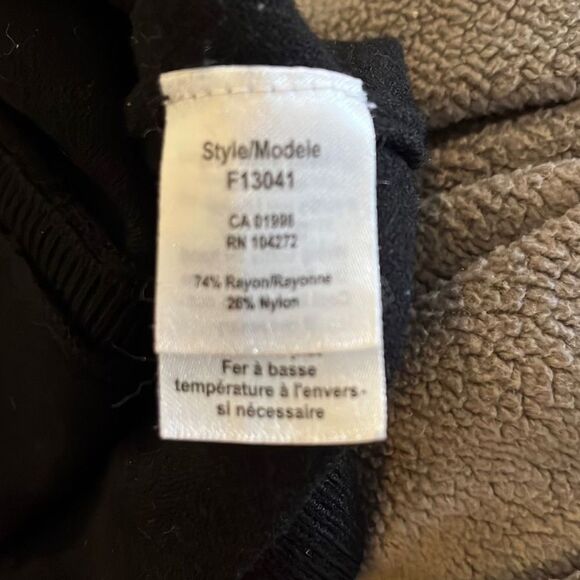 Style/Modele
F13041
CA 01998
RN 104272
74% Rayon/Rayonne
26% Nylon
Fer à basse
température à l'envers-
si nécessaire